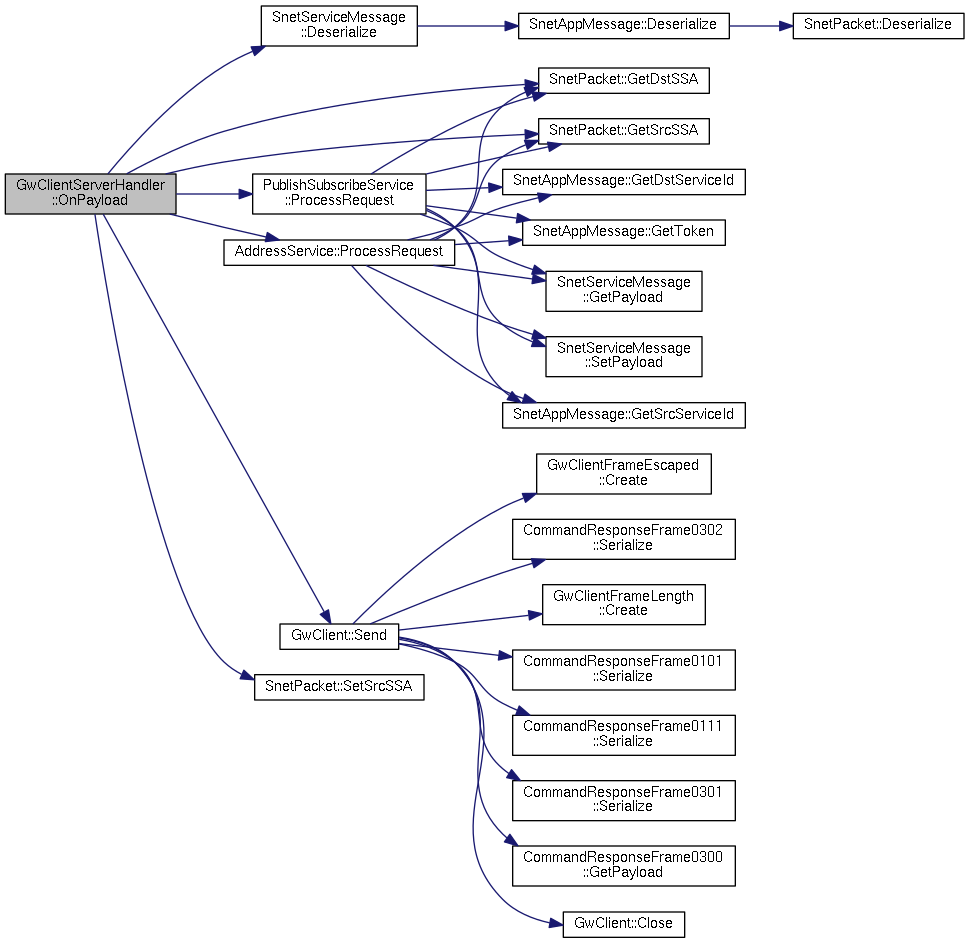 SnetServiceMessage
::Deserialize
SnetAppMessage::Deserialize
SnetPacket::Deserialize
SnetPacket::GetDstSSA
SnetPacket::GetSrcSSA
GwClientServerHandler
::OnPayload
PublishSubscribeService
::ProcessRequest
SnetAppMessage::GetDstServiceId
SnetAppMessage::GetToken
AddressService::ProcessRequest
SnetServiceMessage
::GetPayload
SnetServiceMessage
::SetPayload
SnetAppMessage::GetSrcServiceId
GwClientFrameEscaped
::Create
CommandResponseFrame0302
::Serialize
GwClientFrameLength
::Create
GwClient::Send
CommandResponseFrame0101
::Serialize
SnetPacket::SetSrcSSA
CommandResponseFrame0111
::Serialize
CommandResponseFrame0301
::Serialize
CommandResponseFrame0300
::GetPayload
GwClient::Close